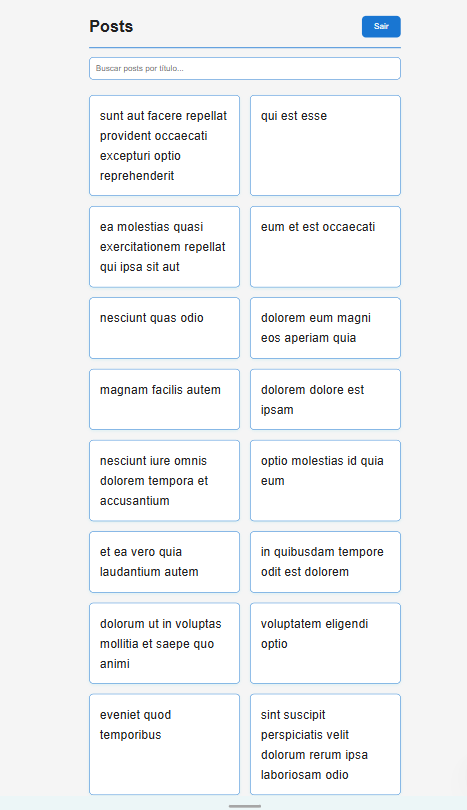 Posts
Sair
Buscar posts por título...
sunt aut facere repellat
provident occaecati
excepturi optio
reprehenderit
qui est esse
ea molestias quasi
exercitationem repellat
qui ipsa sit aut
eum et est occaecati
nesciunt quas odio
dolorem eum magni
eos aperiam quia
magnam facilis autem
dolorem dolore est
ipsam
nesciunt iure omnis
dolorem tempora et
accusantium
optio molestias id quia
eum
et ea vero quia
laudantium autem
in quibusdam tempore
odit est dolorem
dolorum ut in voluptas
mollitia et saepe quo
animi
voluptatem eligendi
optio
eveniet quod
temporibus
sint suscipit
perspiciatis velit
dolorum rerum ipsa
laboriosam odio